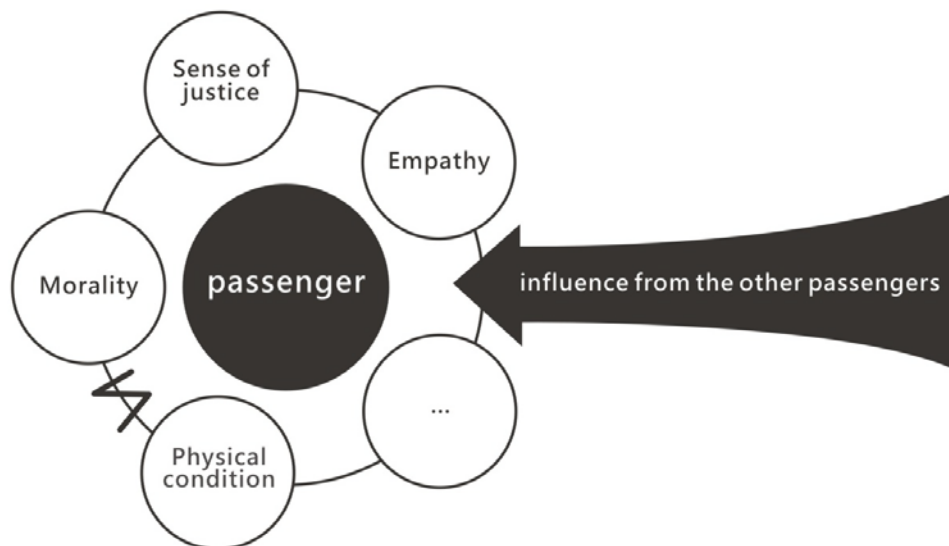 Sense of
justice
Empathy
Morality
passenger
influence from the other passengers
...
Physical
condition